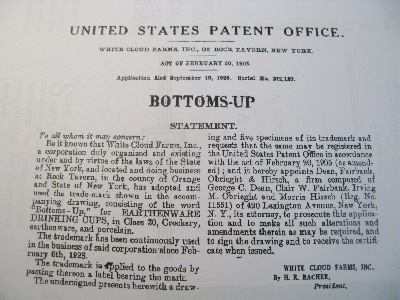 UNITED STATES PATENT OFFICE.
WHITE CLOUD FARMS, INC., OF ROCK TAVERN, NEW YORK.
ACT OF FEBRUARY 20, 1905.
Application filed September 10, 1928. Serial No.
BOTTOMS-UP
STATEMENT.
To all whom it may concern:
Be it known that White Cloud Farms, Inc.,
a corporation duly organized and existing
under and by virtue of the laws of the State
of New York, and located and doing business
at Rock Tavern, in the county of Orange
and State of New York, has adopted and
used the trade-mark shown in the accom-
panying drawing, consisting of the word
"Bottoms-Up," for EARTHENWARE
DRINKING CUPS, in Class 30, Crockery,
earthenware, and porcelain.
The trademark has been continuously used
in the business of said corporation since Feb-
ruary 6th, 1928.
The trademark is applied to the goods by
pasting thereon a label bearing the mark.
The undersigned presents herewith a draw-
ing and five specimens of its trademark and
requests that the same may be registered in
the United States Patent Office in accordance
with the act of February 20, 1905 (as amend-
ed); and it hereby appoints Dean, Fairbank,
Obright & Hirsch, a firm composed of
George C. Dean, Clair W. Fairbank, Irving
M. Obright and Morris Hirsch (Reg. No.
11,551) of 420 Lexington Avenue, New York,
N. Y., its attorney, to prosecute this applica-
tion and to make all such alterations and
amendments therein as may be required, and
to sign the drawing and to receive the certifi-
cate when issued.
WHITE CLOUD FARMS, INC.
By H. R. BACHER,
President.